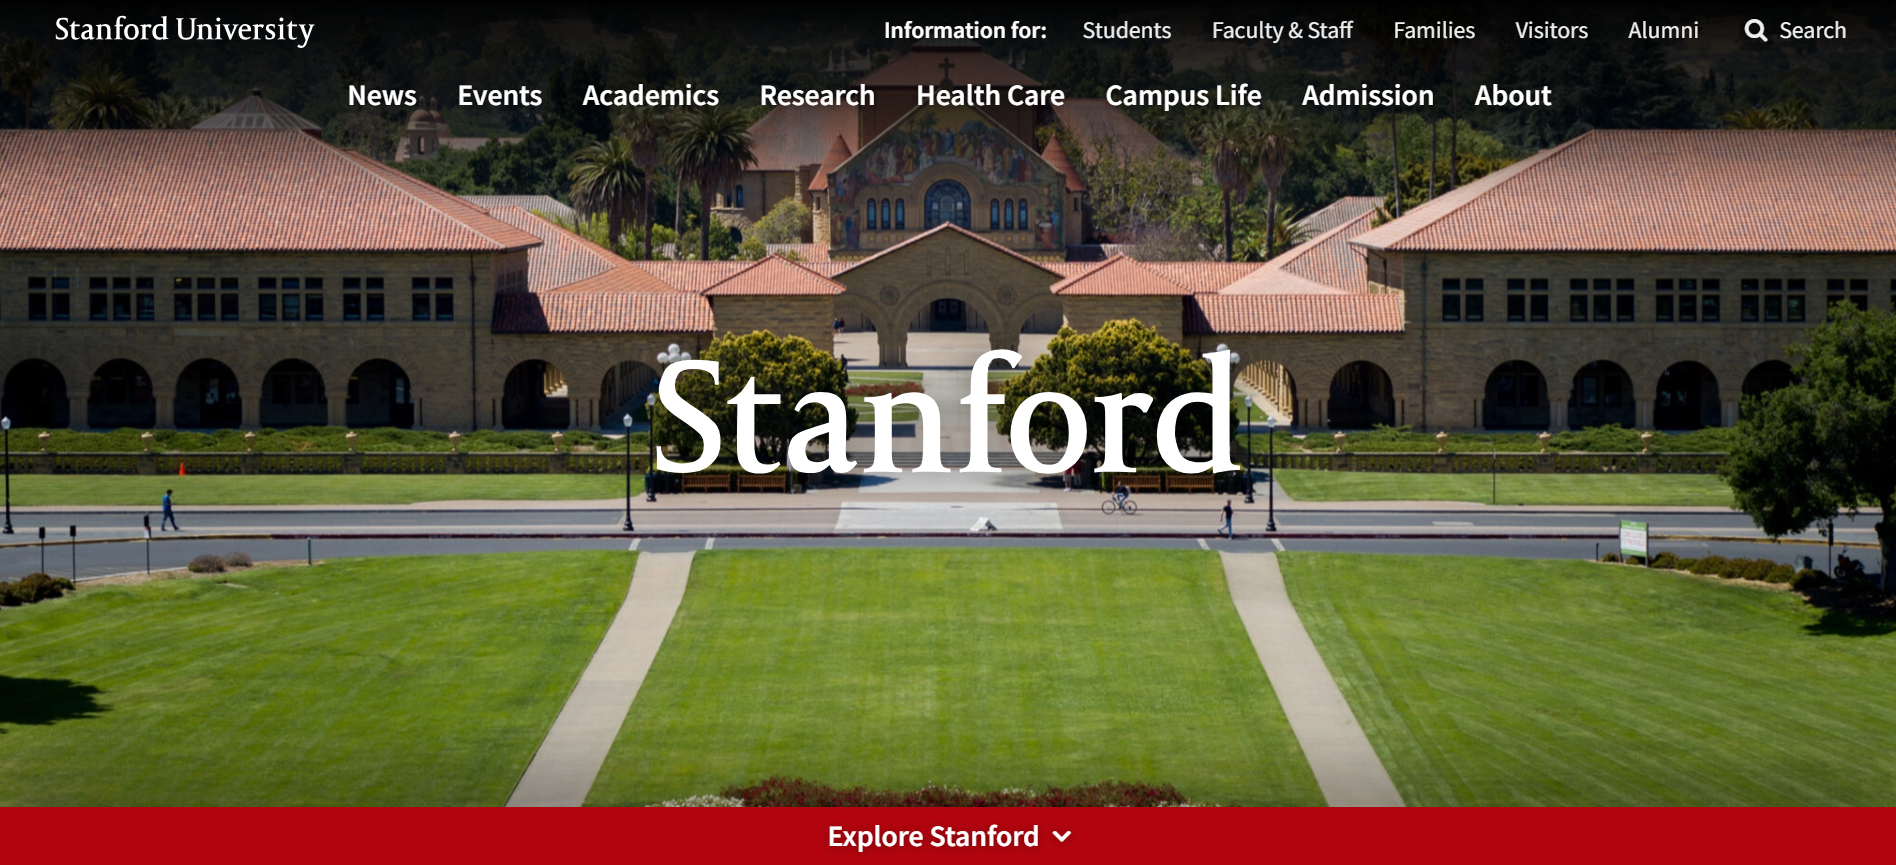 Stanford University
Information for: Students Faculty & Staff Families Visitors Alumni Search
News Events Academics Research Health Care Campus Life Admission About
Stanford
Explore Stanford